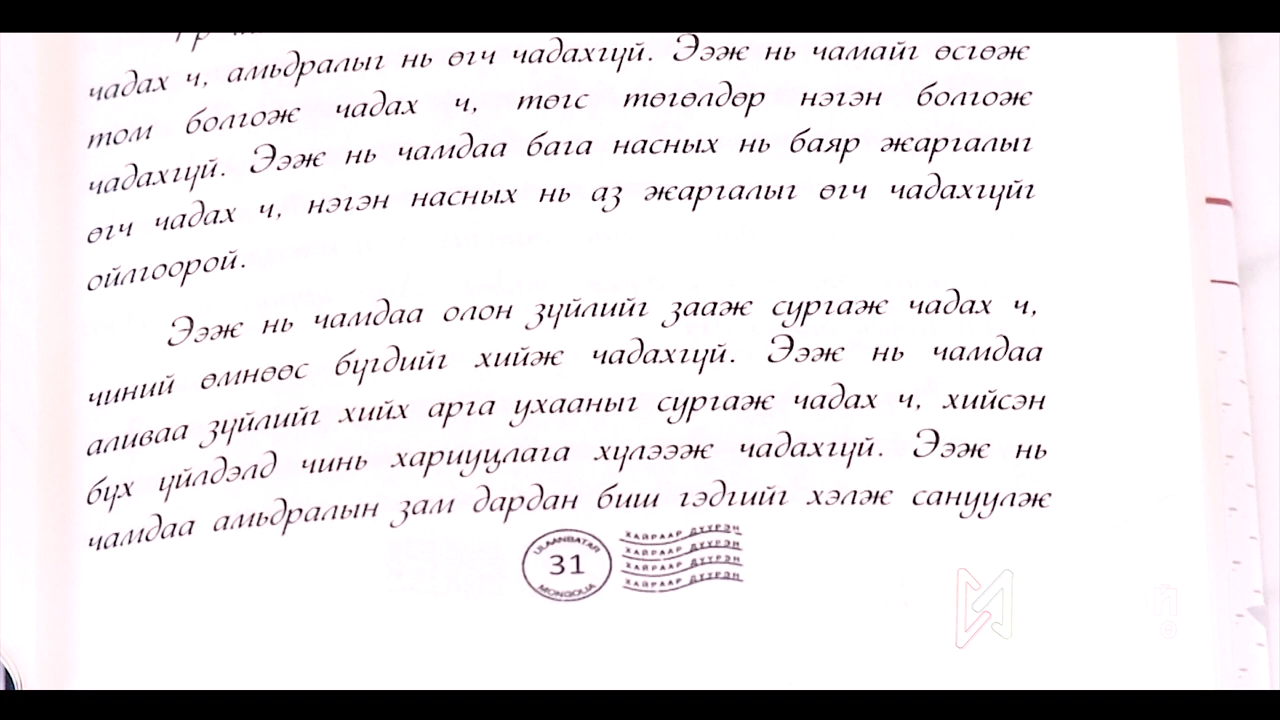 чадах ч, амьдралыг нь өгч чадахгүй. Ээж нь чамайг өсгөж
том болгож чадах ч, төгс төгөлдөр нэгэн болгож
чадахгүй. Ээж нь чамдаа бага насных нь баяр жаргалыг
өгч чадах ч, нэгэн насных нь аз жаргалыг өгч чадахгүйг
ойлгоорой.
Ээж нь чамдаа олон зүйлийг зааж сургаж чадах ч,
чиний өмнөөс бүгдийг хийж чадахгүй. Ээж нь чамдаа
аливаа зүйлийг хийх арга ухааныг сургаж чадах ч, хийсэн
бүх үйлдэлд чинь хариуцлага хүлээж чадахгүй. Ээж нь
чамдаа амьдралын зам дардан биш гэдгийг хэлж сануулж
ULAANBATAR
31
MONGOLIA
ХАЙРААР ДҮҮРЭН
ХАЙРААР ДҮҮРЭН
ХАЙРААР ДҮҮРЭН
ХАЙРААР ДҮҮРЭН